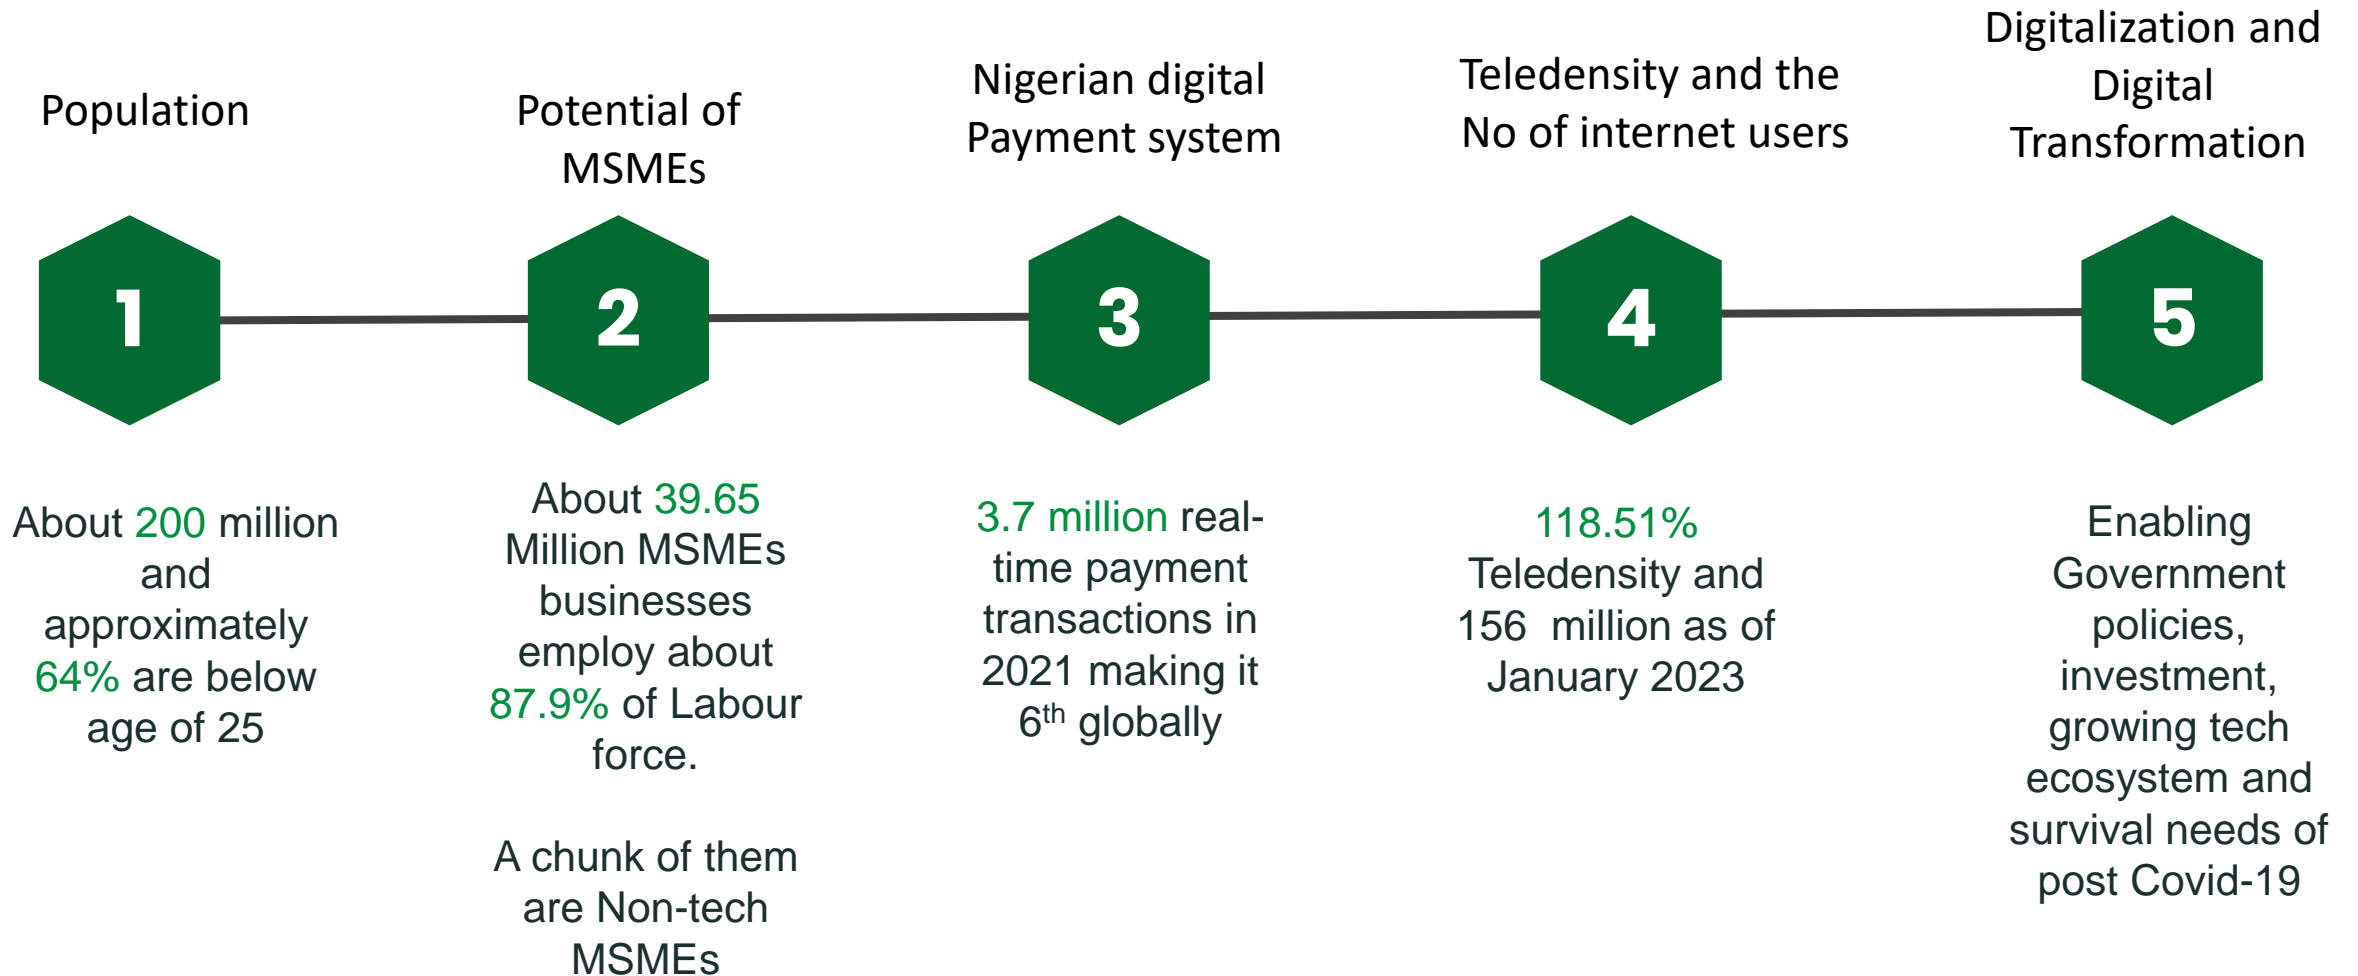 Population
1
About 200 million
and
approximately
64% are below
age of 25
Potential of
MSMEs
2
About 39.65
Million MSMEs
businesses
employ about
87.9% of Labour
force.
A chunk of them
are Non-tech
MSMEs
Nigerian digital
Payment system
3
3.7 million real-
time payment
transactions in
2021 making it
6th globally
Teledensity and the
No of internet users
4
118.51%
Teledensity and
156 million as of
January 2023
Digitalization and
Digital
Transformation
5
Enabling
Government
policies,
investment,
growing tech
ecosystem and
survival needs of
post Covid-19